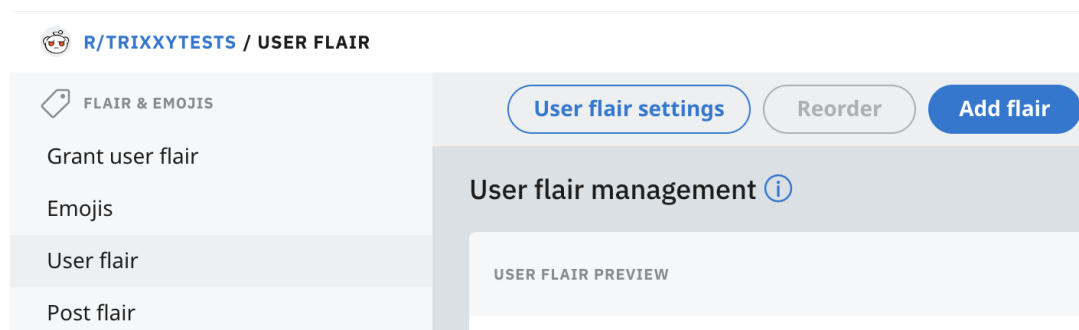 R/TRIXXYTESTS / USER FLAIR
FLAIR & EMOJIS
Grant user flair
Emojis
User flair
Post flair
User flair settings
Reorder
Add flair
User flair management
USER FLAIR PREVIEW